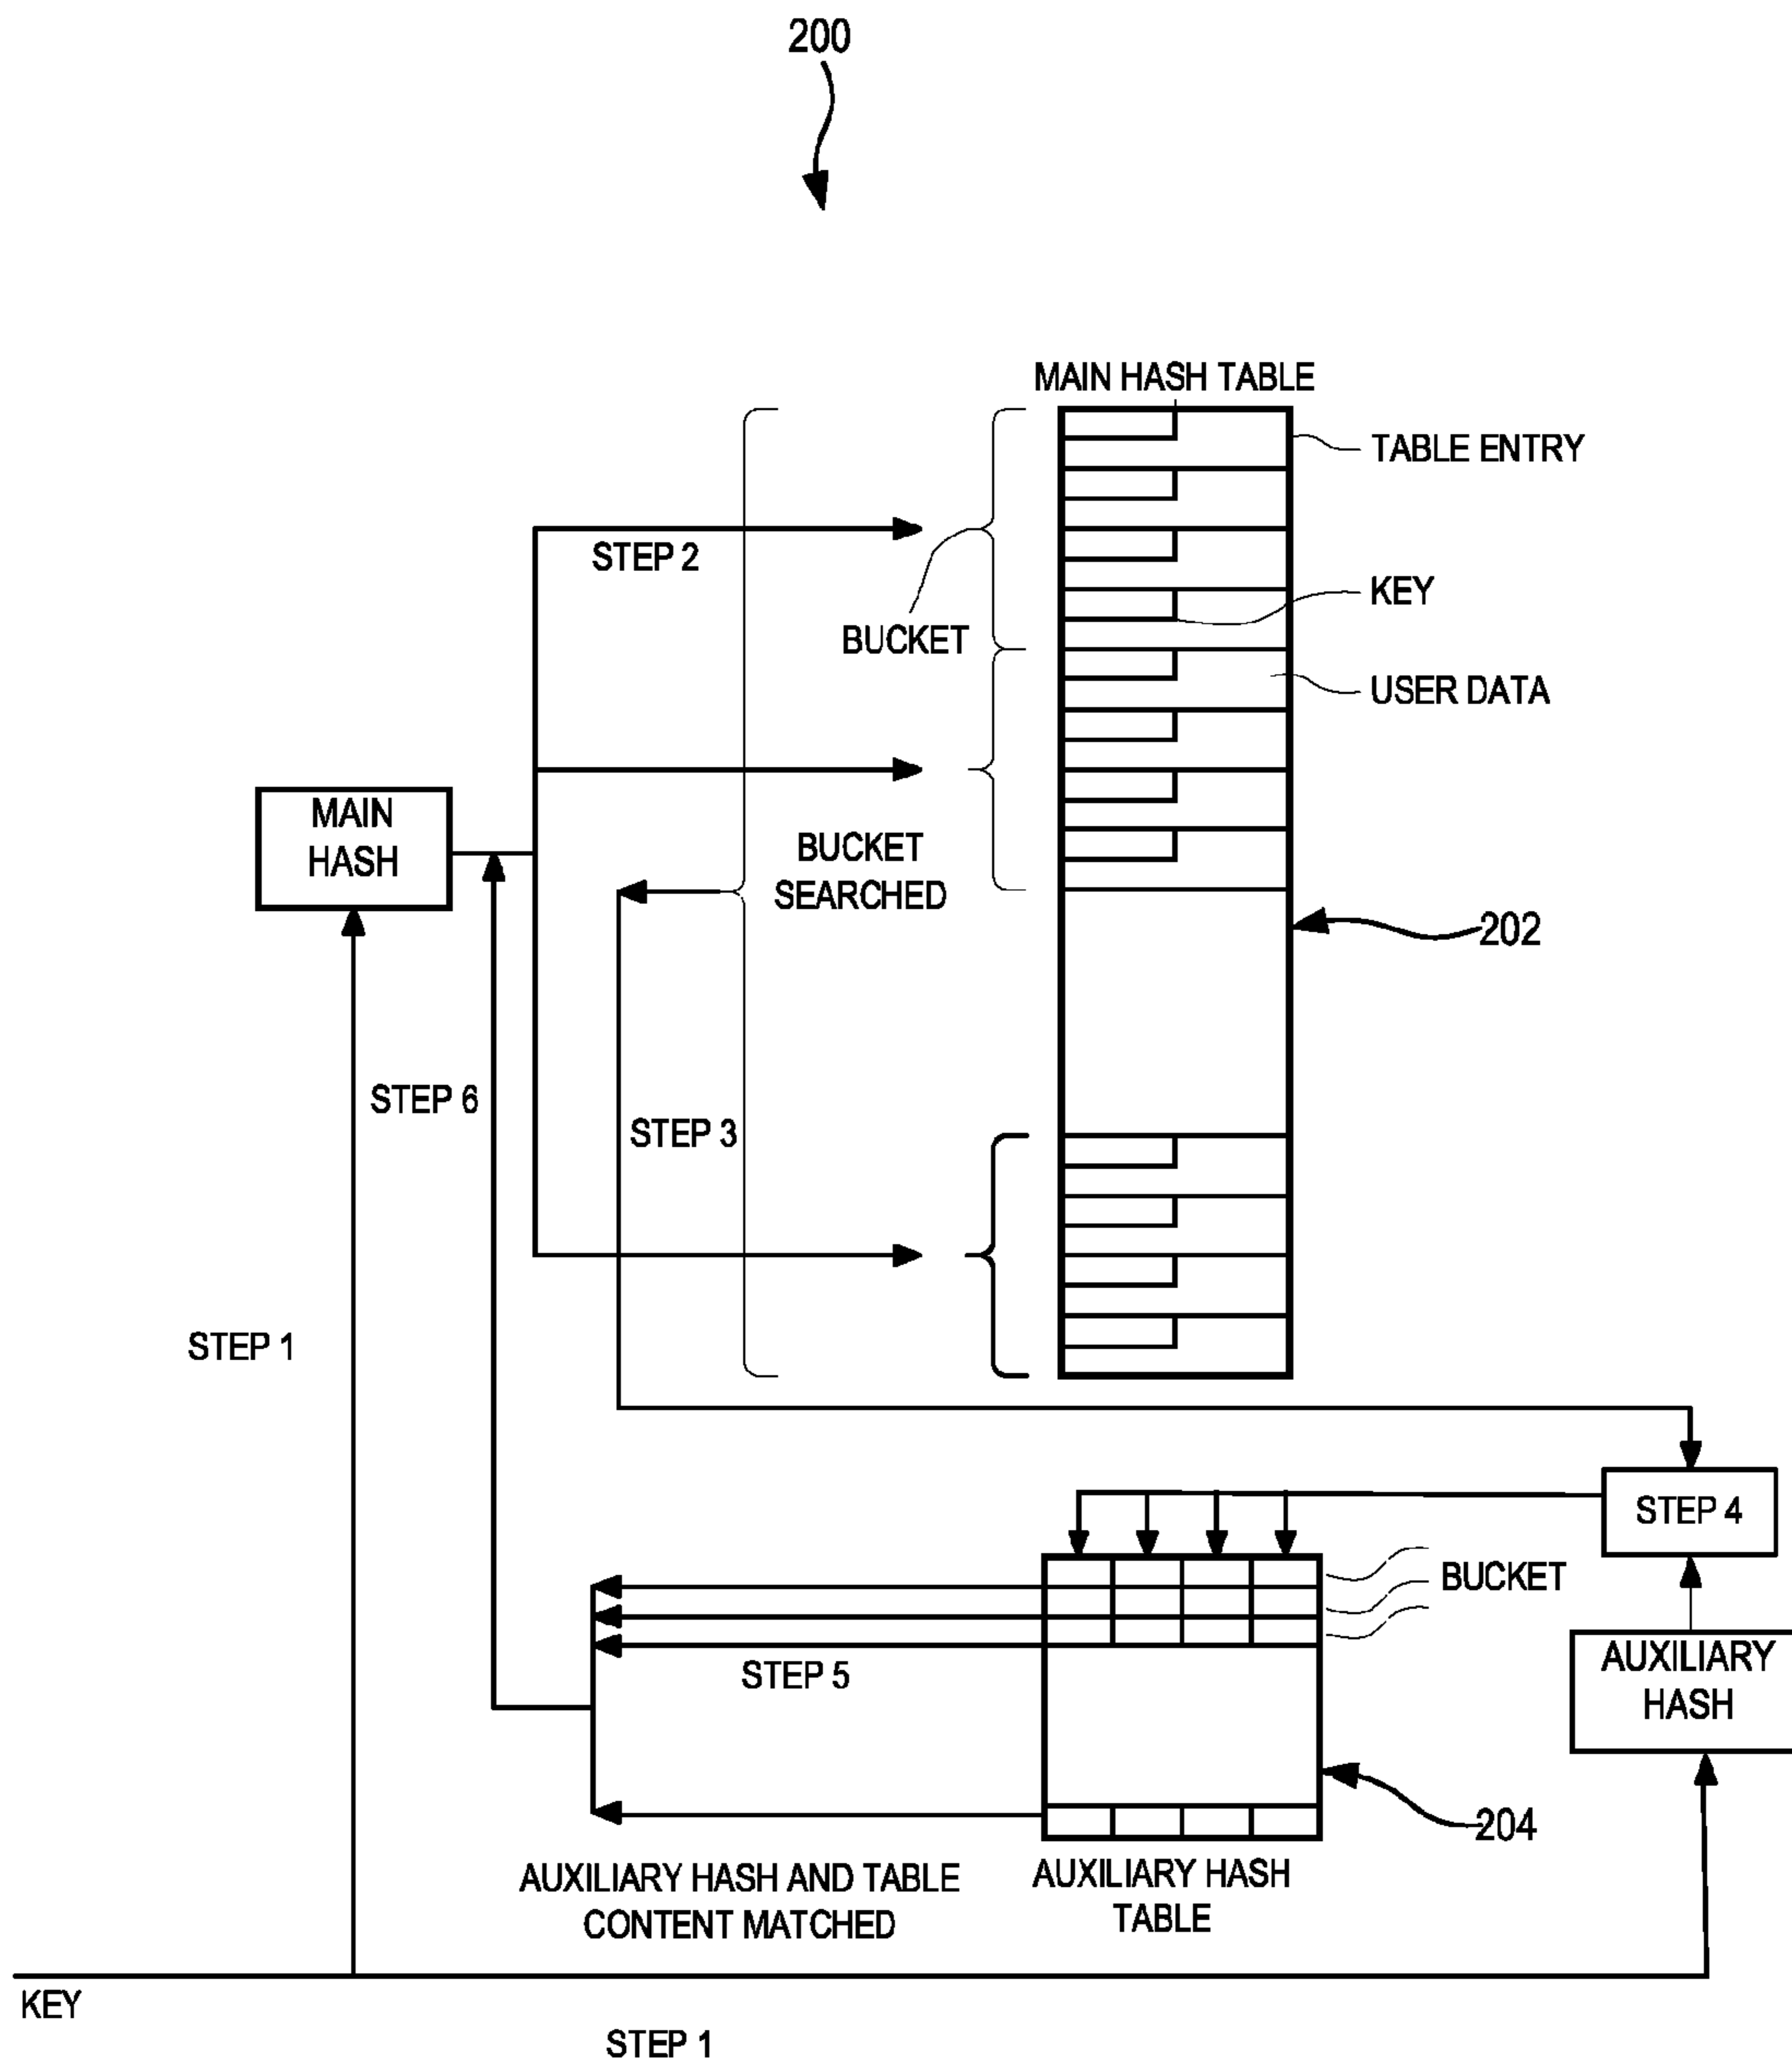 200
MAIN HASH TABLE
TABLE ENTRY
STEP 2
KEY
BUCKET
USER DATA
MAIN
HASH
BUCKET
SEARCHED
202
STEP 6
STEP 3
STEP 1
STEP 4
BUCKET
AUXILIARY
HASH
STEP 5
204
AUXILIARY HASH AND TABLE
CONTENT MATCHED
AUXILIARY HASH
TABLE
KEY
STEP 1